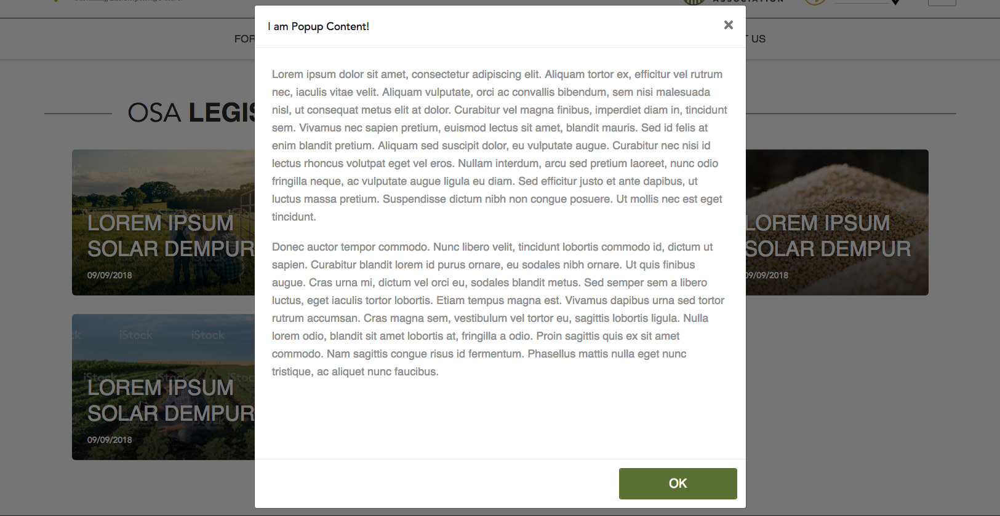 ASSOCIATION
I am Popup Content!
×
FOR
T US
OSA LEGIS
Lorem ipsum dolor sit amet, consectetur adipiscing elit. Aliquam tortor ex, efficitur vel rutrum
nec, iaculis vitae velit. Aliquam vulputate, orci ac convallis bibendum, sem nisi malesuada
nisl, ut consequat metus elit at dolor. Curabitur vel magna finibus, imperdiet diam in, tincidunt
sem. Vivamus nec sapien pretium, euismod lectus sit amet, blandit mauris. Sed id felis at
enim blandit pretium. Aliquam sed suscipit dolor, eu vulputate augue. Curabitur nec nisi id
lectus rhoncus volutpat eget vel eros. Nullam interdum, arcu sed pretium laoreet, nunc odio
fringilla neque, ac vulputate augue ligula eu diam. Sed efficitur justo et ante dapibus, ut
luctus massa pretium. Suspendisse dictum nibh non congue posuere. Ut mollis nec est eget
tincidunt.
Donec auctor tempor commodo. Nunc libero velit, tincidunt lobortis commodo id, dictum ut
sapien. Curabitur blandit lorem id purus ornare, eu sodales nibh ornare. Ut quis finibus
augue. Cras urna mi, dictum vel orci eu, sodales blandit metus. Sed semper sem a libero
luctus, eget iaculis tortor lobortis. Etiam tempus magna est. Vivamus dapibus urna sed tortor
rutrum accumsan. Cras magna sem, vestibulum vel tortor eu, sagittis lobortis ligula. Nulla
lorem odio, blandit sit amet lobortis at, fringilla a odio. Proin sagittis quis ex sit amet
commodo. Nam sagittis congue risus id fermentum. Phasellus mattis nulla eget nunc
tristique, ac aliquet nunc faucibus.
OK
iStock iStock
LOREM IPSUM
SOLAR DEMPUR
09/09/2018
LOREM IPSUM
SOLAR DEMPUR
09/09/2018
iStock iStock
iStock iStock iStoc
LOREM IPSUM
SOLAR DEMPUR
iStock iStock
09/09/2018